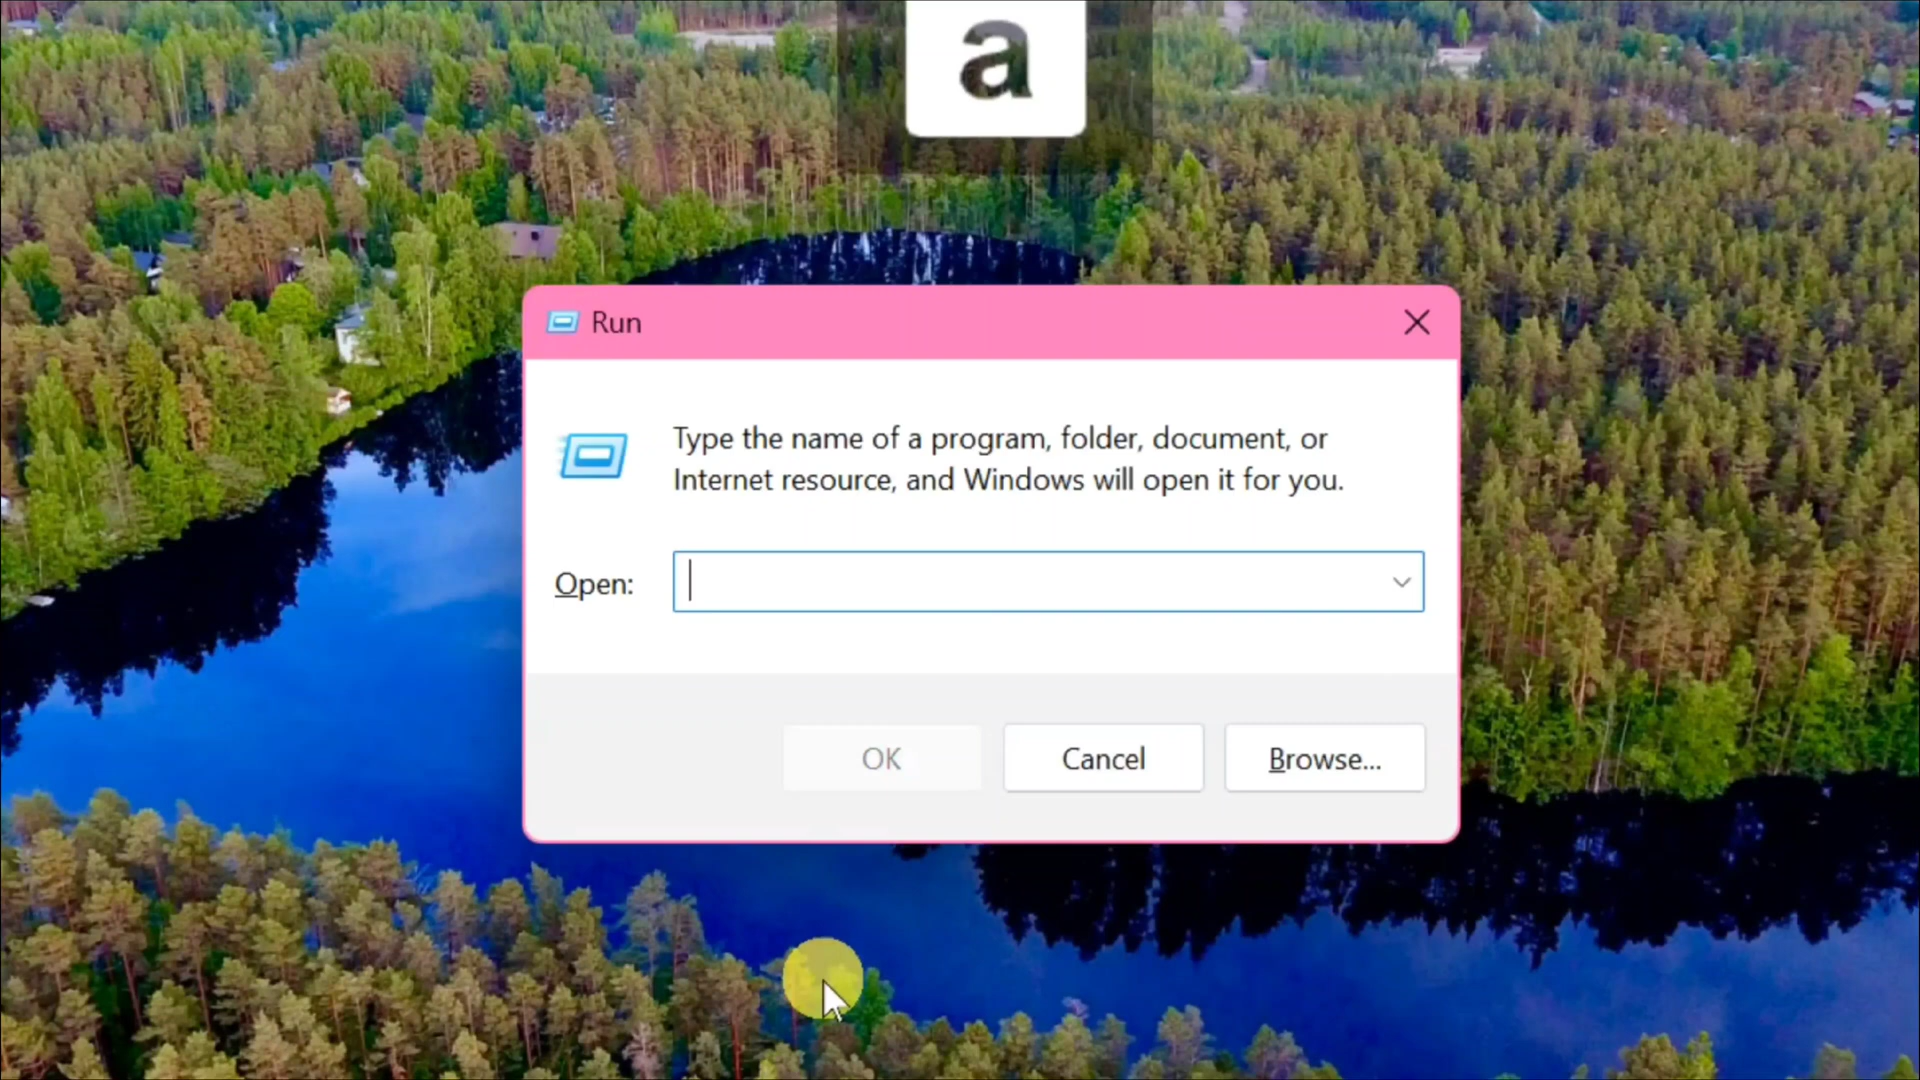 a
Run
Type the name of a program, folder, document, or
Internet resource, and Windows will open it for you.
Open:
OK
Cancel
Browse...